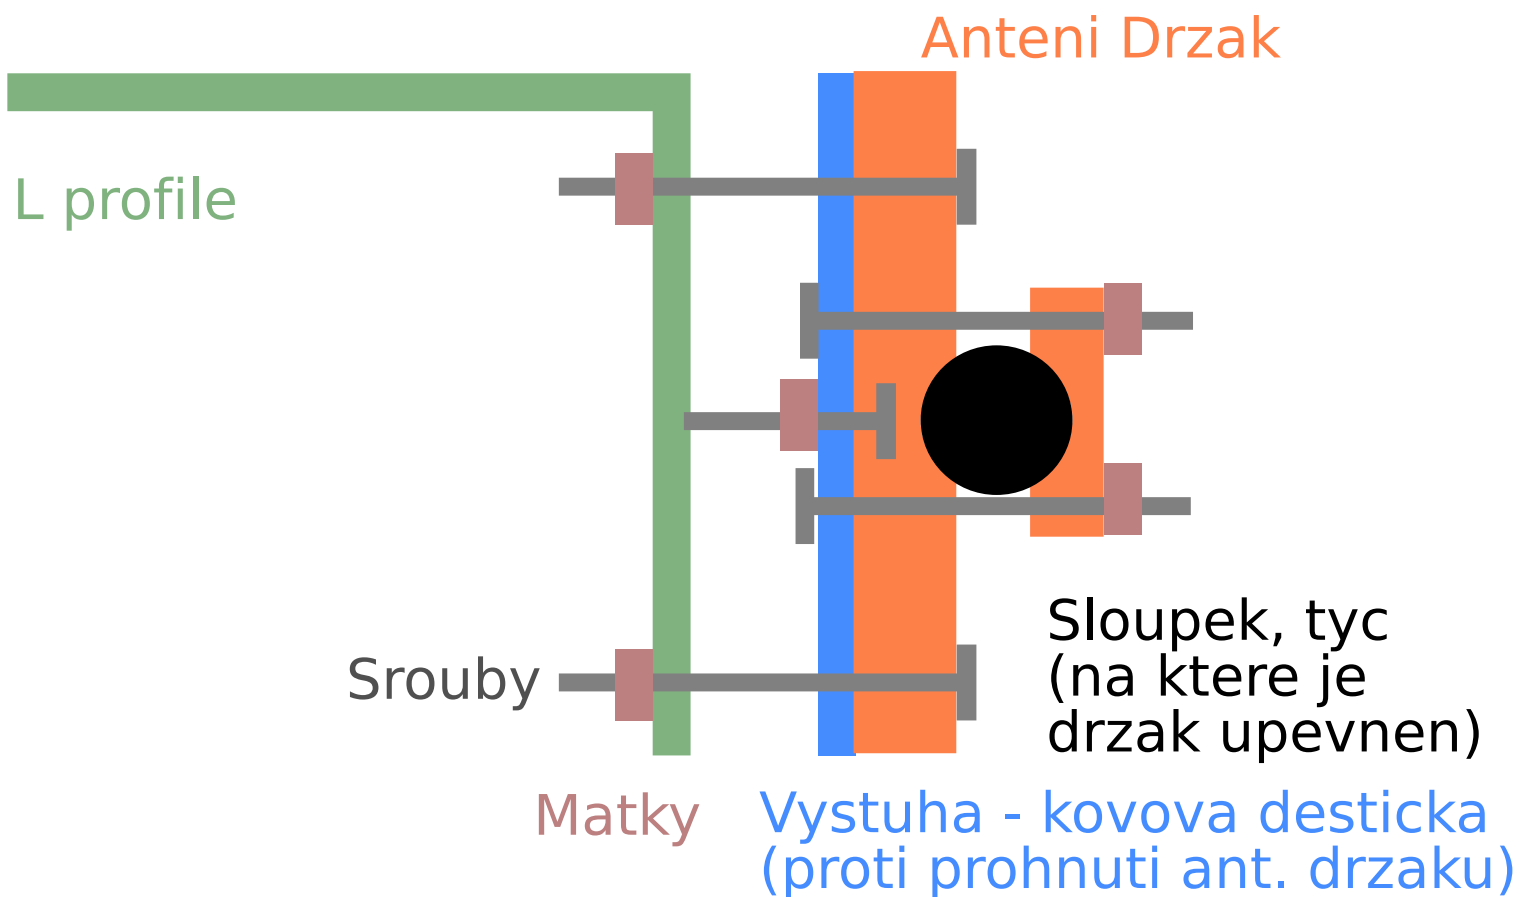 Anteni Drzak
L profile
Sloupek, tyc
(na ktere je
drzak upevnen)
Srouby
Matky
Vystuha - kovova desticka
(proti prohnuti ant. drzaku)